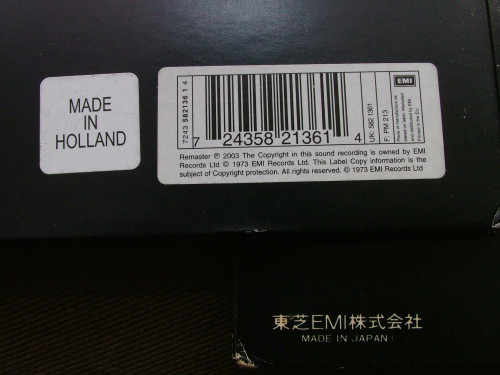 MADE
IN
HOLLAND
7243 582136 1 4
7 24358 21361 4
UK: 582 1361
F: PM 213
EMI
Remaster ℗ 2003 The Copyright in this sound recording is owned by EMI
Records Ltd © 1973 EMI Records Ltd. This Label Copy information is the
subject of Copyright protection. All rights reserved. © 1973 EMI Records Ltd
東芝EMI株式会社
MADE IN JAPAN